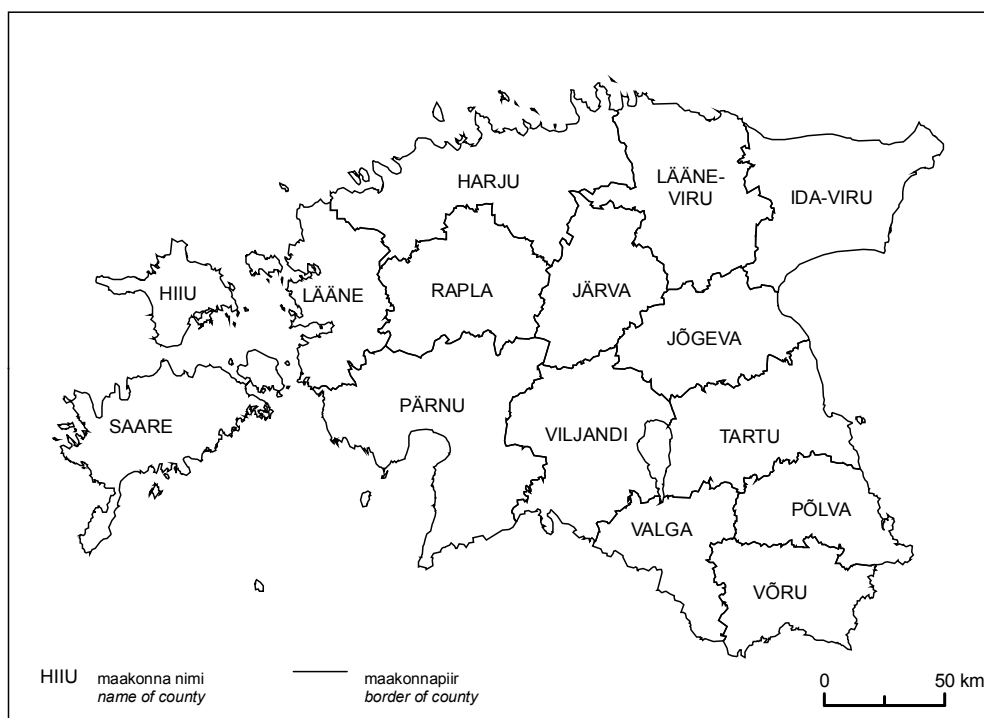 HARJU
LÄÄNE-
VIRU
IDA-VIRU
HIIU
LÄÄNE
RAPLA
JÄRVA
JÕGEVA
SAARE
PÄRNU
VILJANDI
TARTU
VALGA
PÕLVA
VÕRU
HIIU maakonna nimi
name of county
maakonnapiir
border of county
0 50 km